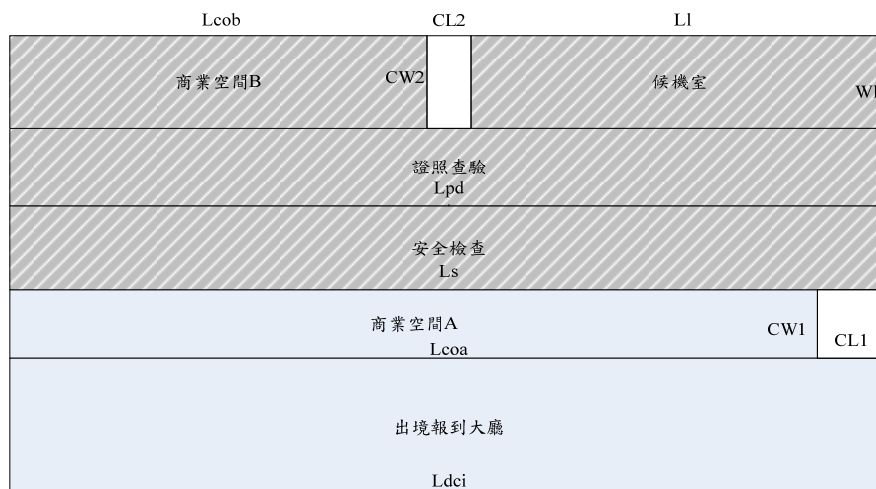 Lcob CL2 Ll
商業空間B CW2 候機室 Wl
證照查驗
Lpd
安全檢查
Ls
商業空間A CW1
Lcoa CL1
出境報到大廳
Ldci